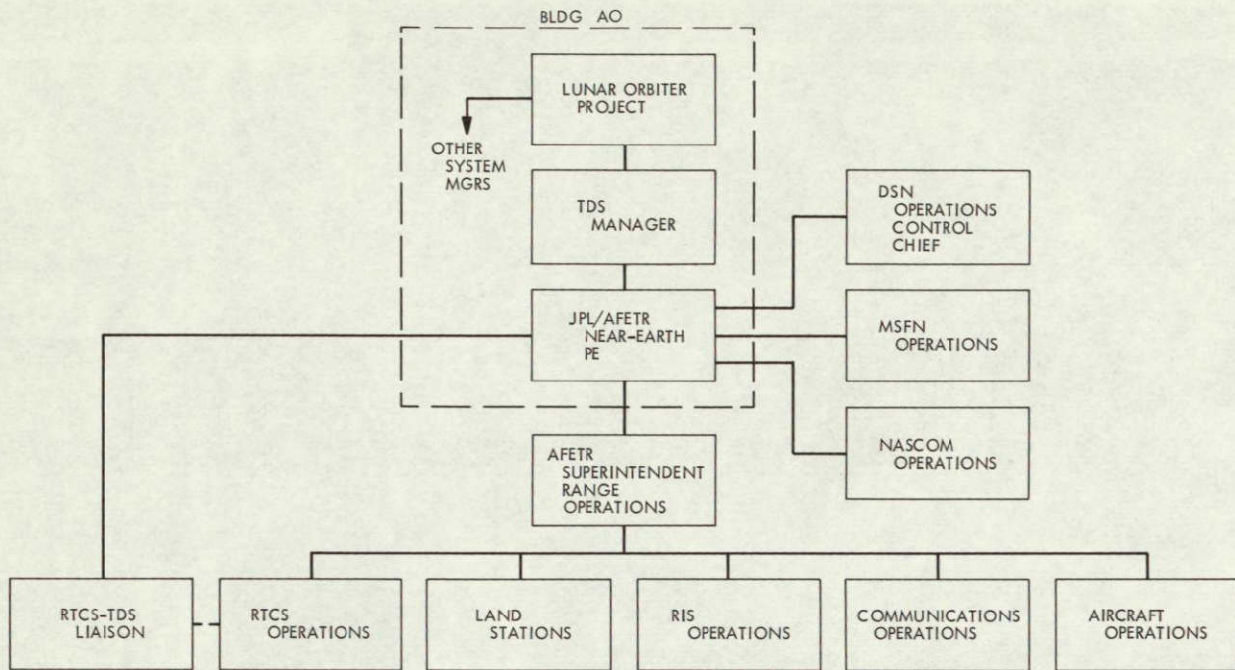 BLDG AO
LUNAR ORBITER
PROJECT
OTHER
SYSTEM
MGRS
TDS
MANAGER
DSN
OPERATIONS
CONTROL
CHIEF
JPL/AFETR
NEAR-EARTH
PE
MSFN
OPERATIONS
AFETR
SUPERINTENDENT
RANGE
OPERATIONS
NASCOM
OPERATIONS
RTCS-TDS
LIAISON
RTCS
OPERATIONS
LAND
STATIONS
RIS
OPERATIONS
COMMUNICATIONS
OPERATIONS
AIRCRAFT
OPERATIONS